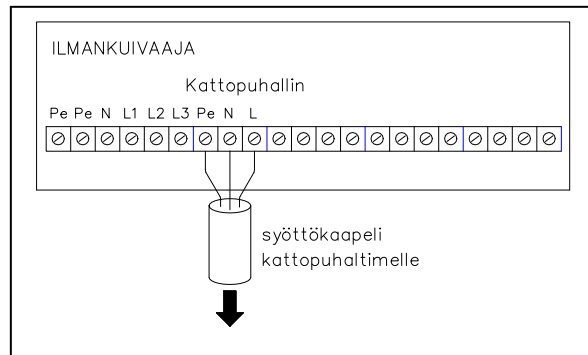 ILMANKUIVAAJA
Kattopuhallin
Pe Pe N L1 L2 L3 Pe N L
syöttökaapeli
kattopuhaltimelle